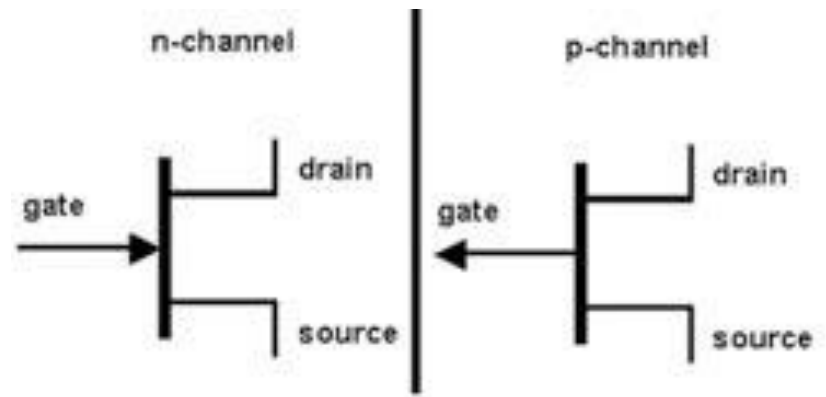 n-channel
drain
gate
source
p-channel
drain
gate
source